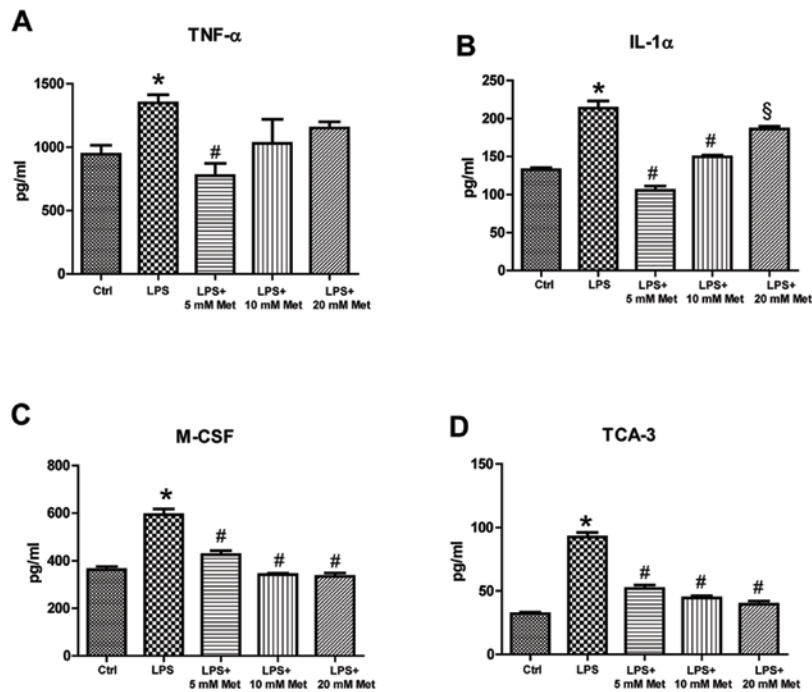 A
TNF-α
1500
1000
500
0
pg/ml
*
#
Ctrl
LPS
LPS+
5 mM Met
LPS+
10 mM Met
LPS+
20 mM Met
B
IL-1α
250
200
150
100
50
0
pg/ml
*
#
#
§
Ctrl
LPS
LPS+
5 mM Met
LPS+
10 mM Met
LPS+
20 mM Met
C
M-CSF
800
600
400
200
0
pg/ml
*
#
#
#
Ctrl
LPS
LPS+
5 mM Met
LPS+
10 mM Met
LPS+
20 mM Met
D
TCA-3
150
100
50
0
pg/ml
*
#
#
#
Ctrl
LPS
LPS+
5 mM Met
LPS+
10 mM Met
LPS+
20 mM Met